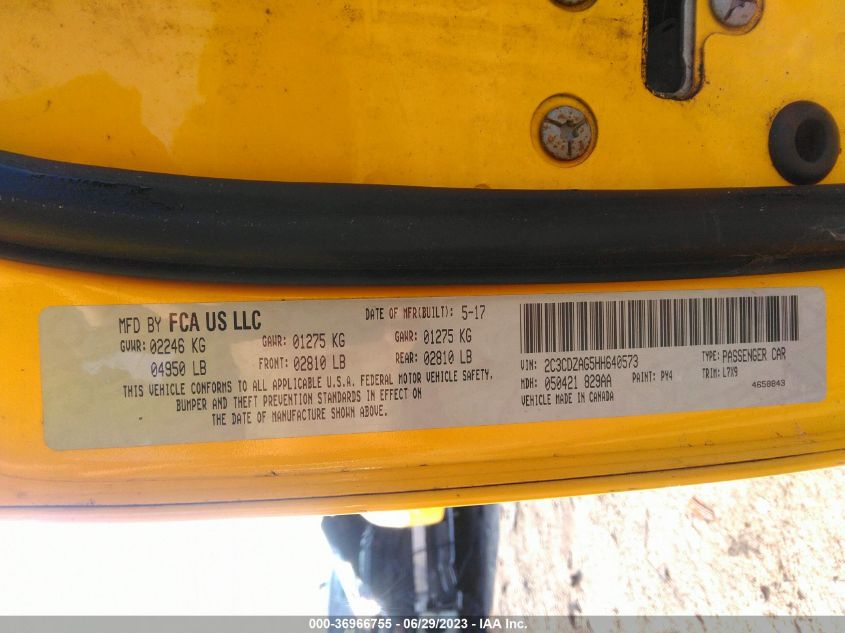 MFD BY FCA US LLC
DATE OF MFR(BUILT): 5-17
GVWR: 02246 KG
GAWR: 01275 KG
GAWR: 01275 KG
04950 LB
FRONT: 02810 LB
REAR: 02810 LB
THIS VEHICLE CONFORMS TO ALL APPLICABLE U.S.A. FEDERAL MOTOR VEHICLE SAFETY,
BUMPER AND THEFT PREVENTION STANDARDS IN EFFECT ON
THE DATE OF MANUFACTURE SHOWN ABOVE.
VIN: 2C3CDZAG5HH640573
TYPE: PASSENGER CAR
MDH: 050421 829AA
PAINT: PY4
TRIM: L7X9
VEHICLE MADE IN CANADA
4658843
000-36966755 - 06/29/2023 - IAA Inc.